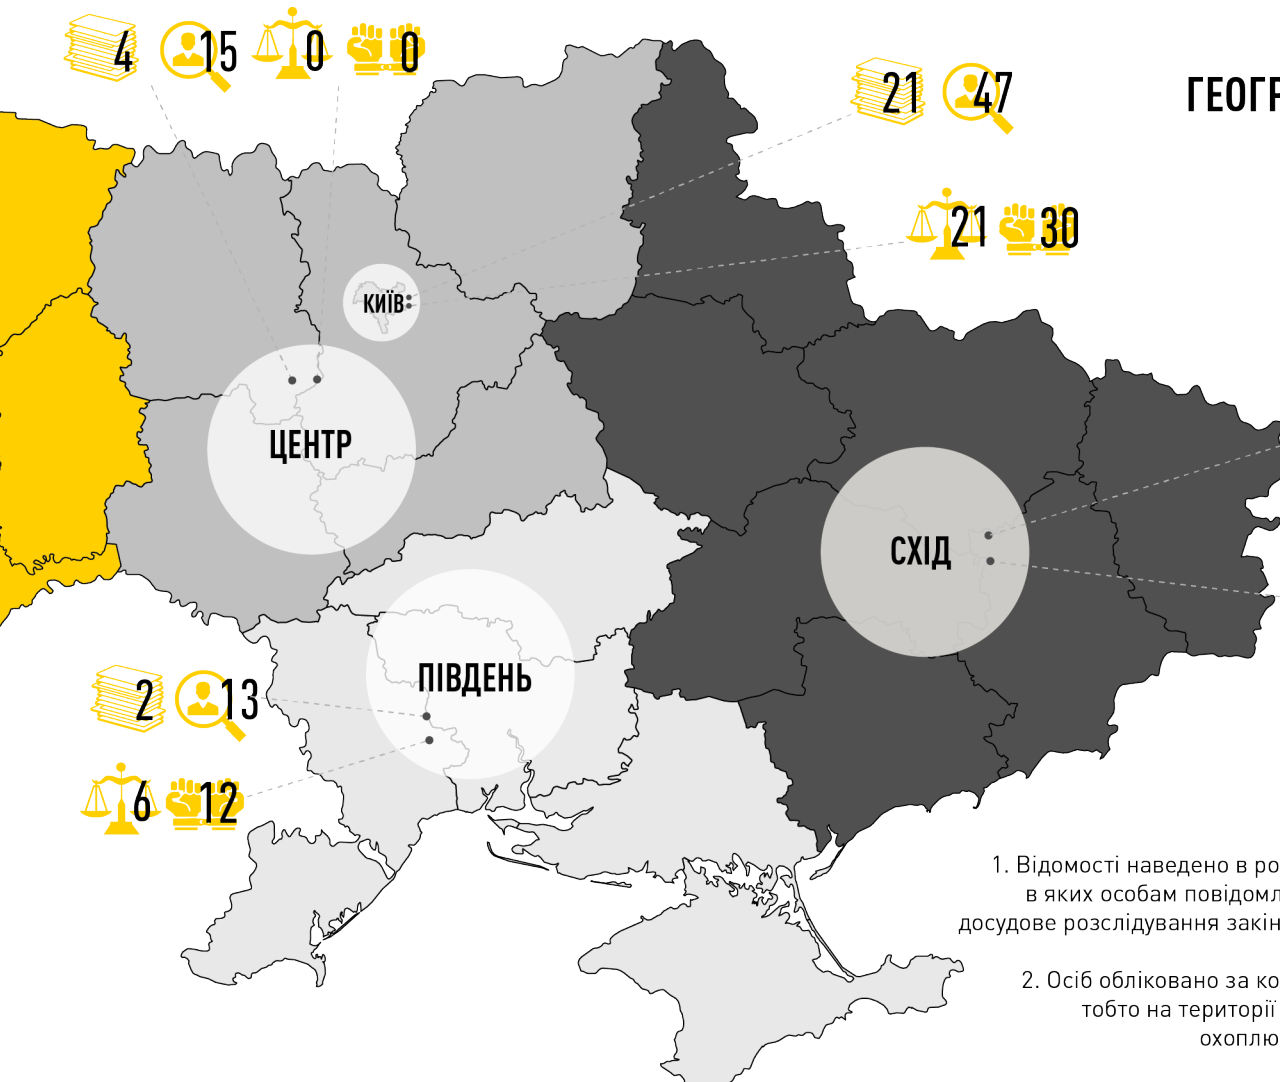 4 15 0 0
21 47
ГЕОГР
21 30
КИЇВ
ЦЕНТР
СХІД
ПІВДЕНЬ
2 13
6 12
1. Відомості наведено в ро
в яких особам повідомл
досудове розслідування закін
2. Осіб обліковано за ко
тобто на території
охоплю